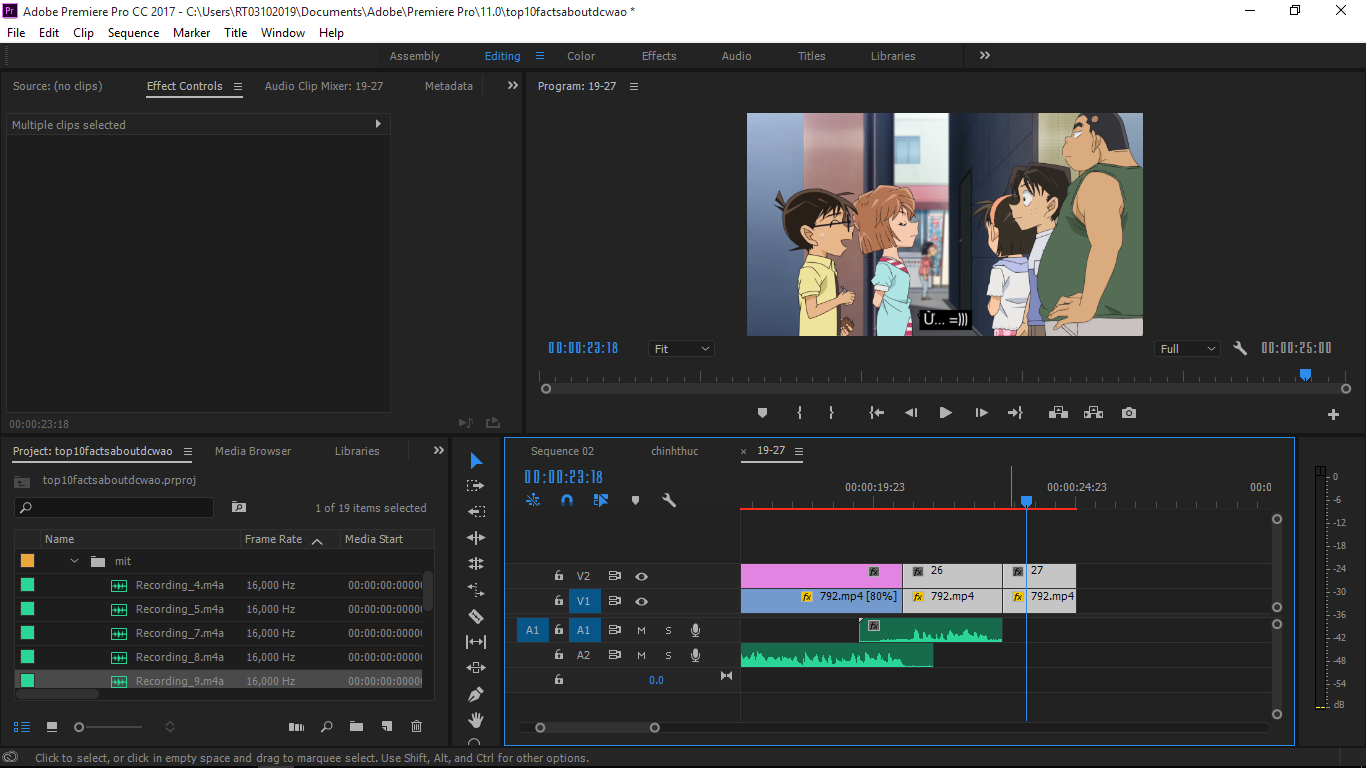 Pr Adobe Premiere Pro CC 2017 - C:\Users\RT03102019\Documents\Adobe\Premiere Pro\11.0\top10factsaboutdcwao *
File Edit Clip Sequence Marker Title Window Help
Assembly Editing Color Effects Audio Titles Libraries
Source: (no clips) Effect Controls Audio Clip Mixer: 19-27 Metadata
Program: 19-27
Multiple clips selected
Ừ... =)))
00:00:23:18 Fit Full 00:00:25:00
00:00:23:18
Project: top10factsaboutdcwao Media Browser Libraries
top10factsaboutdcwao.prproj
1 of 19 items selected
Name Frame Rate Media Start
mit
Recording_4.m4a 16,000 Hz 00:00:00:0000
Recording_5.m4a 16,000 Hz 00:00:00:0000
Recording_7.m4a 16,000 Hz 00:00:00:0000
Recording_8.m4a 16,000 Hz 00:00:00:0000
Recording_9.m4a 16,000 Hz 00:00:00:0000
Sequence 02 chinhthuc × 19-27
00:00:23:18
00:00:19:23 00:00:24:23 00:0
V2 fx fx 26 fx 27
V1 fx 792.mp4 [80%] fx 792.mp4 fx 792.mp4
A1 A1 M S fx
A2 M S
0.0
0
-6
-12
-18
-24
-30
-36
-42
-48
-54
dB
Click to select, or click in empty space and drag to marquee select. Use Shift, Alt, and Ctrl for other options.